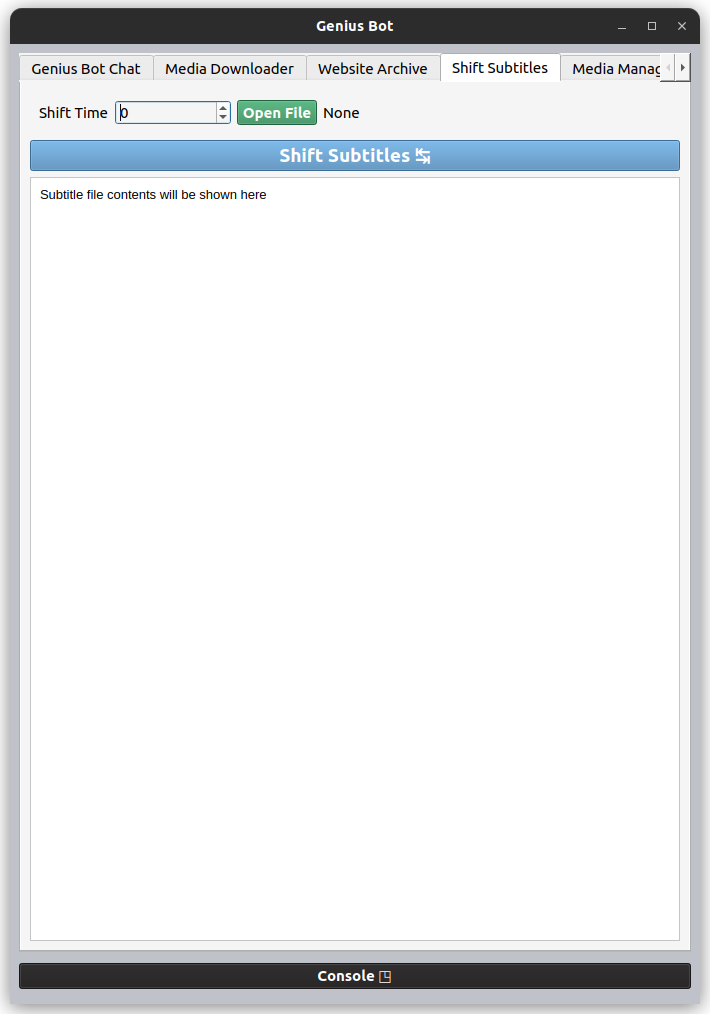 Genius Bot
Genius Bot Chat Media Downloader Website Archive Shift Subtitles Media Manag
Shift Time 0 Open File None
Shift Subtitles ↹
Subtitle file contents will be shown here
Console ◳